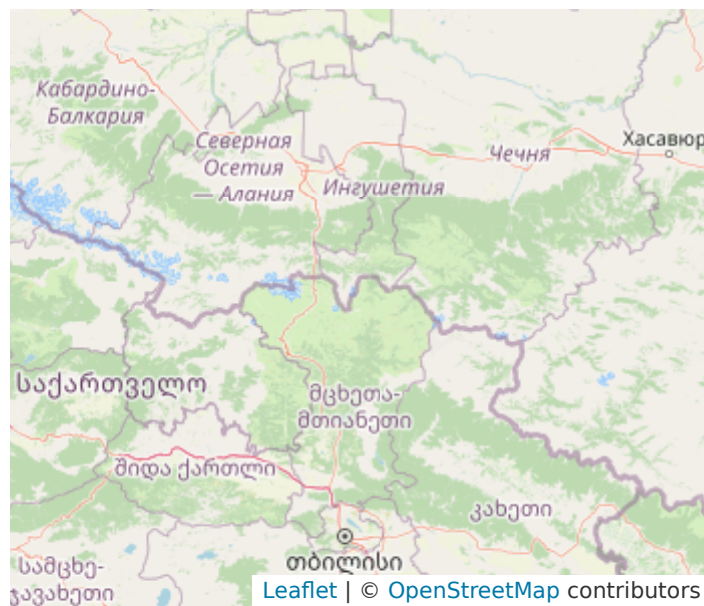 Кабардино-
Балкария
Северная
Осетия
— Алания
Чечня
Хасавюр
Ингушетия
საქართველო
მცხეთა-
მთიანეთი
შიდა ქართლი
კახეთი
თბილისი
სამცხე-
ჯავახეთი
Leaflet | © OpenStreetMap contributors